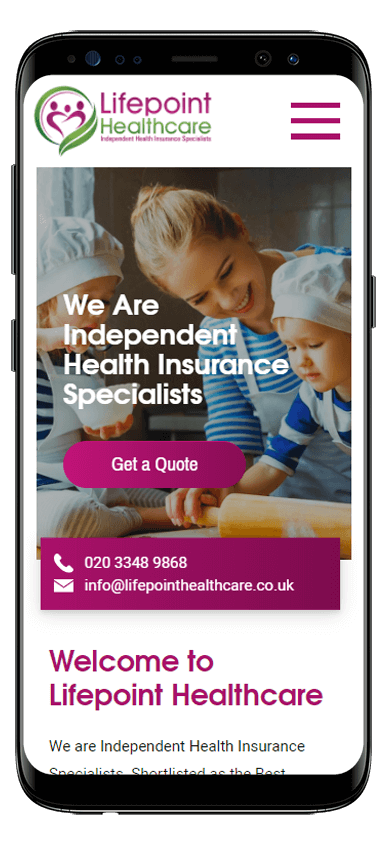 Lifepoint
Healthcare
Independent Health Insurance Specialists
We Are
Independent
Health Insurance
Specialists
Get a Quote
020 3348 9868
info@lifepointhealthcare.co.uk
Welcome to
Lifepoint Healthcare
We are Independent Health Insurance
Specialists. Shortlisted as the Best